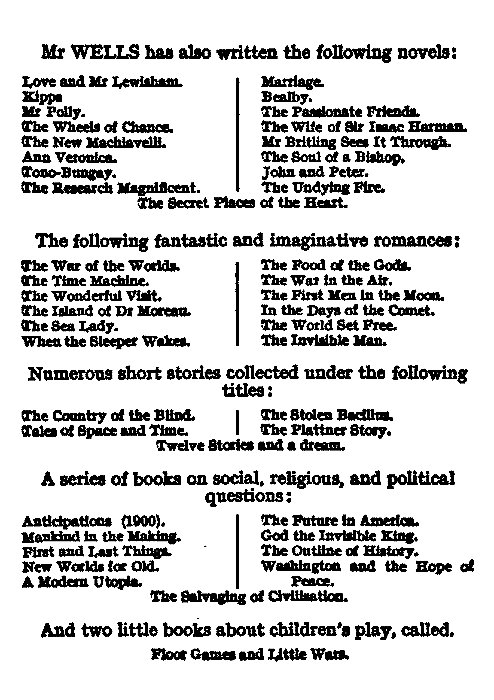 Mr WELLS has also written the following novels:
Love and Mr Lewisham.
Kipps
Mr Polly.
The Wheels of Chance.
The New Machiavelli.
Ann Veronica.
Tono-Bungay.
The Research Magnificent.
Marriage.
Bealby.
The Passionate Friends.
The Wife of Sir Isaac Harman.
Mr Britling Sees It Through.
The Soul of a Bishop.
John and Peter.
The Undying Fire.
The Secret Places of the Heart.
The following fantastic and imaginative romances:
The War of the Worlds.
The Time Machine.
The Wonderful Visit.
The Island of Dr Moreau.
The Sea Lady.
When the Sleeper Wakes.
The Food of the Gods.
The War in the Air.
The First Men in the Moon.
In the Days of the Comet.
The World Set Free.
The Invisible Man.
Numerous short stories collected under the following
titles:
The Country of the Blind.
Tales of Space and Time.
The Stolen Bacillus.
The Plattner Story.
Twelve Stories and a dream.
A series of books on social, religious, and political
questions:
Anticipations (1900).
Mankind in the Making.
First and Last Things.
New Worlds for Old.
A Modern Utopia.
The Future in America.
God the Invisible King.
The Outline of History.
Washington and the Hope of
Peace.
The Salvaging of Civilisation.
And two little books about children's play, called.
Floor Games and Little Wars.